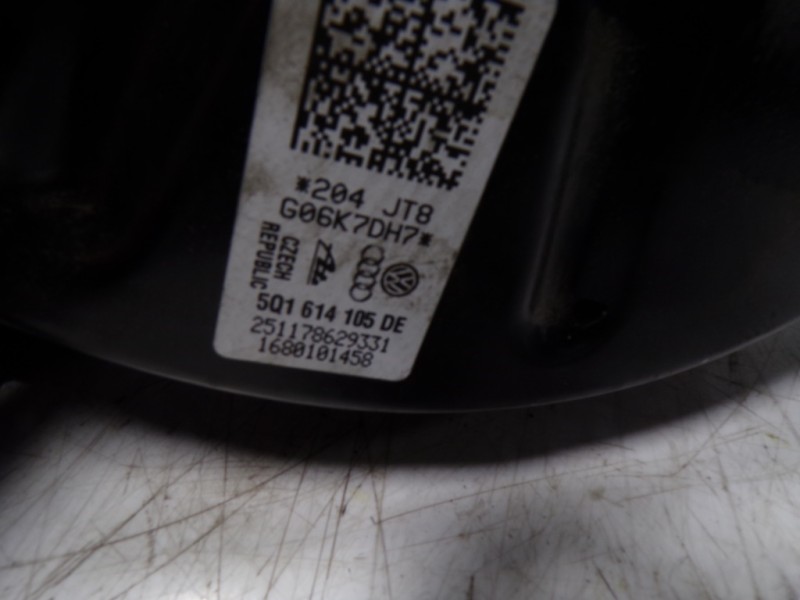 *204 JT8
G06K7DH7*
CZECH
REPUBLIC
5Q1 614 105 DE
251178629331
1680101458